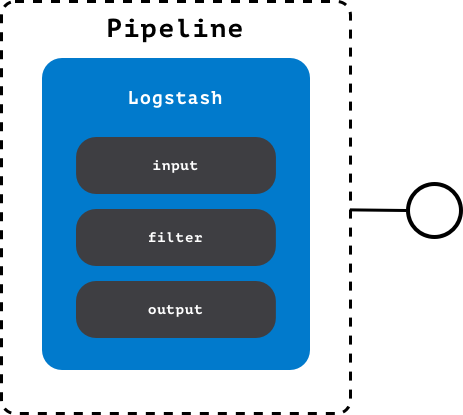 Pipeline
Logstash
input
filter
output